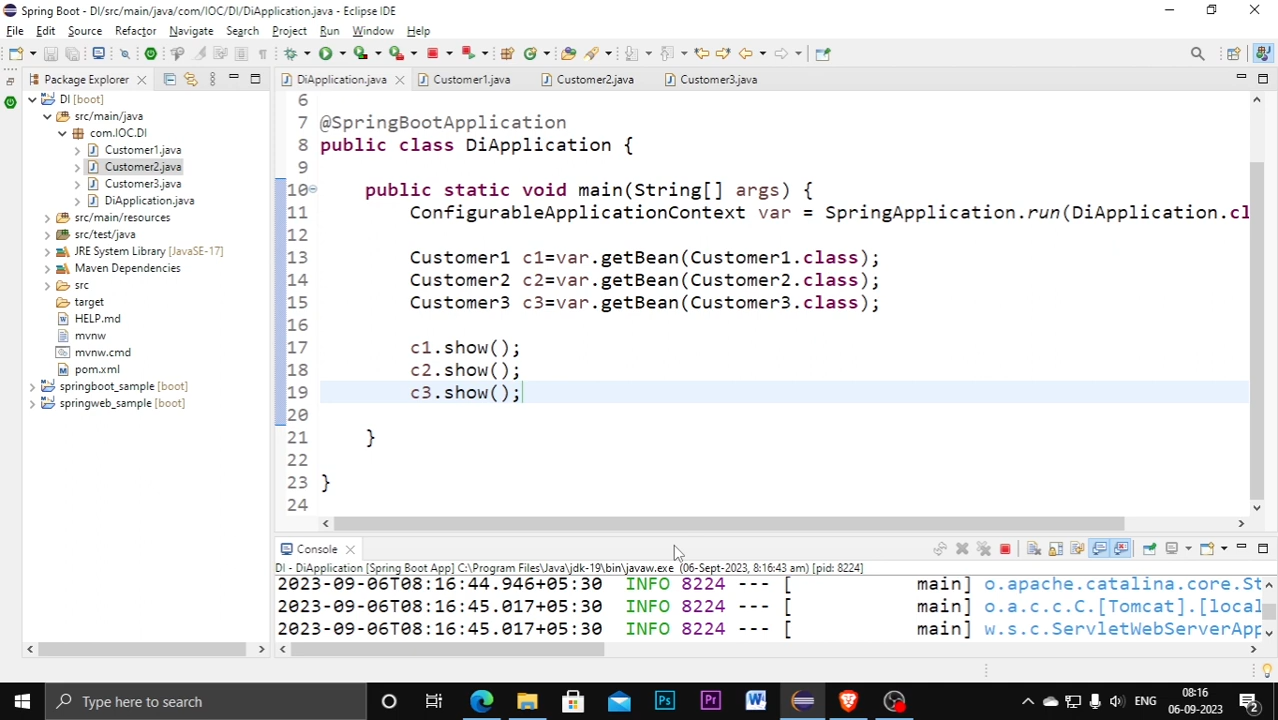 Spring Boot - DI/src/main/java/com/IOC/DI/DiApplication.java - Eclipse IDE
File Edit Source Refactor Navigate Search Project Run Window Help
Package Explorer
DI [boot]
src/main/java
com.IOC.DI
Customer1.java
Customer2.java
Customer3.java
DiApplication.java
src/main/resources
src/test/java
JRE System Library [JavaSE-17]
Maven Dependencies
src
target
HELP.md
mvnw
mvnw.cmd
pom.xml
springboot_sample [boot]
springweb_sample [boot]
DiApplication.java Customer1.java Customer2.java Customer3.java
6
7 @SpringBootApplication
8 public class DiApplication {
9
10 public static void main(String[] args) {
11 ConfigurableApplicationContext var = SpringApplication.run(DiApplication.cl
12
13 Customer1 c1=var.getBean(Customer1.class);
14 Customer2 c2=var.getBean(Customer2.class);
15 Customer3 c3=var.getBean(Customer3.class);
16
17 c1.show();
18 c2.show();
19 c3.show();
20
21 }
22
23 }
24
Console
DI - DiApplication [Spring Boot App] C:\Program Files\Java\jdk-19\bin\javaw.exe (06-Sept-2023, 8:16:43 am) [pid: 8224]
2023-09-06T08:16:44.946+05:30 INFO 8224 --- [ main] o.apache.catalina.core.St
2023-09-06T08:16:45.017+05:30 INFO 8224 --- [ main] o.a.c.c.C.[Tomcat].[local
2023-09-06T08:16:45.017+05:30 INFO 8224 --- [ main] w.s.c.ServletWebServerApp
Type here to search
Ps
Pr
W
ENG
08:16
06-09-2023
2